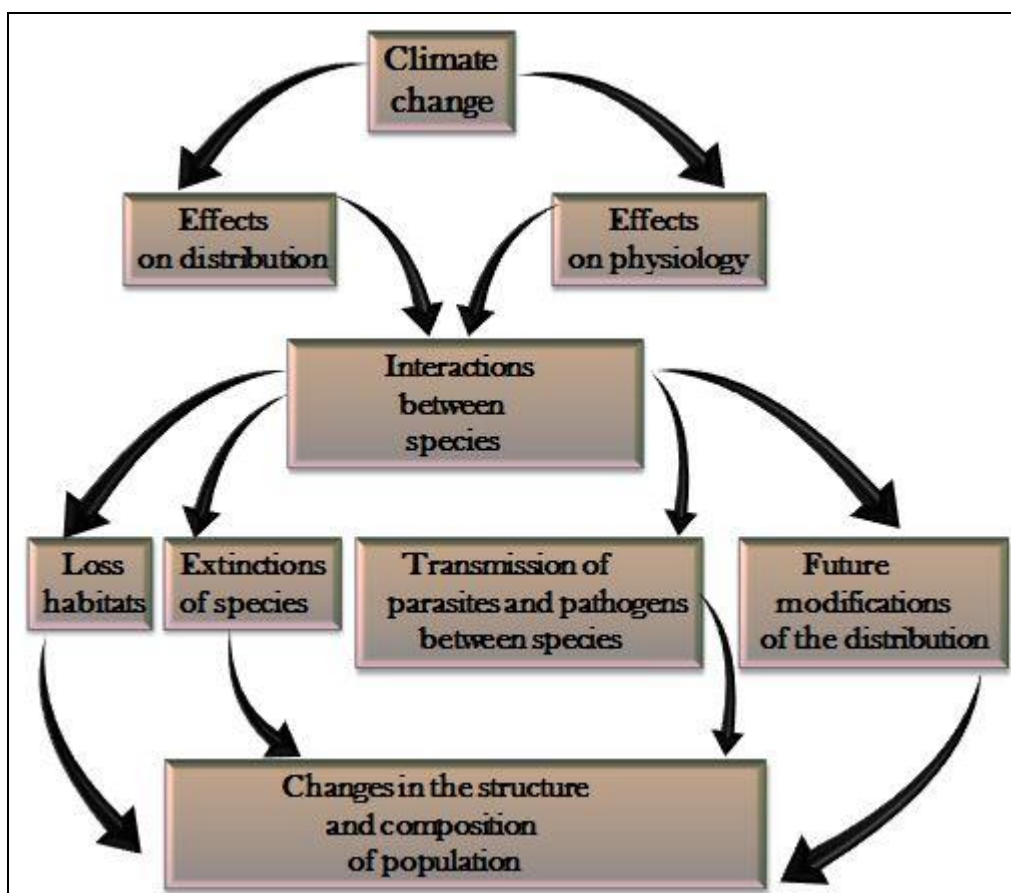 Climate
change
Effects
on distribution
Effects
on physiology
Interactions
between
species
Loss
habitats
Extinctions
of species
Transmission of
parasites and pathogens
between species
Future
modifications
of the distribution
Changes in the structure
and composition
of population